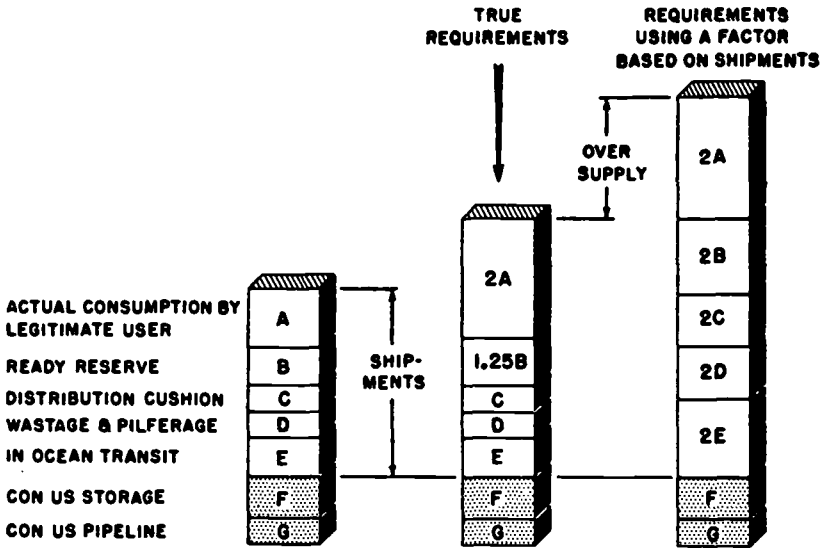 TRUE
REQUIREMENTS
REQUIREMENTS
USING A FACTOR
BASED ON SHIPMENTS
OVER
SUPPLY
ACTUAL CONSUMPTION BY
LEGITIMATE USER
READY RESERVE
DISTRIBUTION CUSHION
WASTAGE & PILFERAGE
IN OCEAN TRANSIT
CON US STORAGE
CON US PIPELINE
A
B
C
D
E
F
G
SHIP-
MENTS
2A
1.25B
C
D
E
F
G
2A
2B
2C
2D
2E
F
G